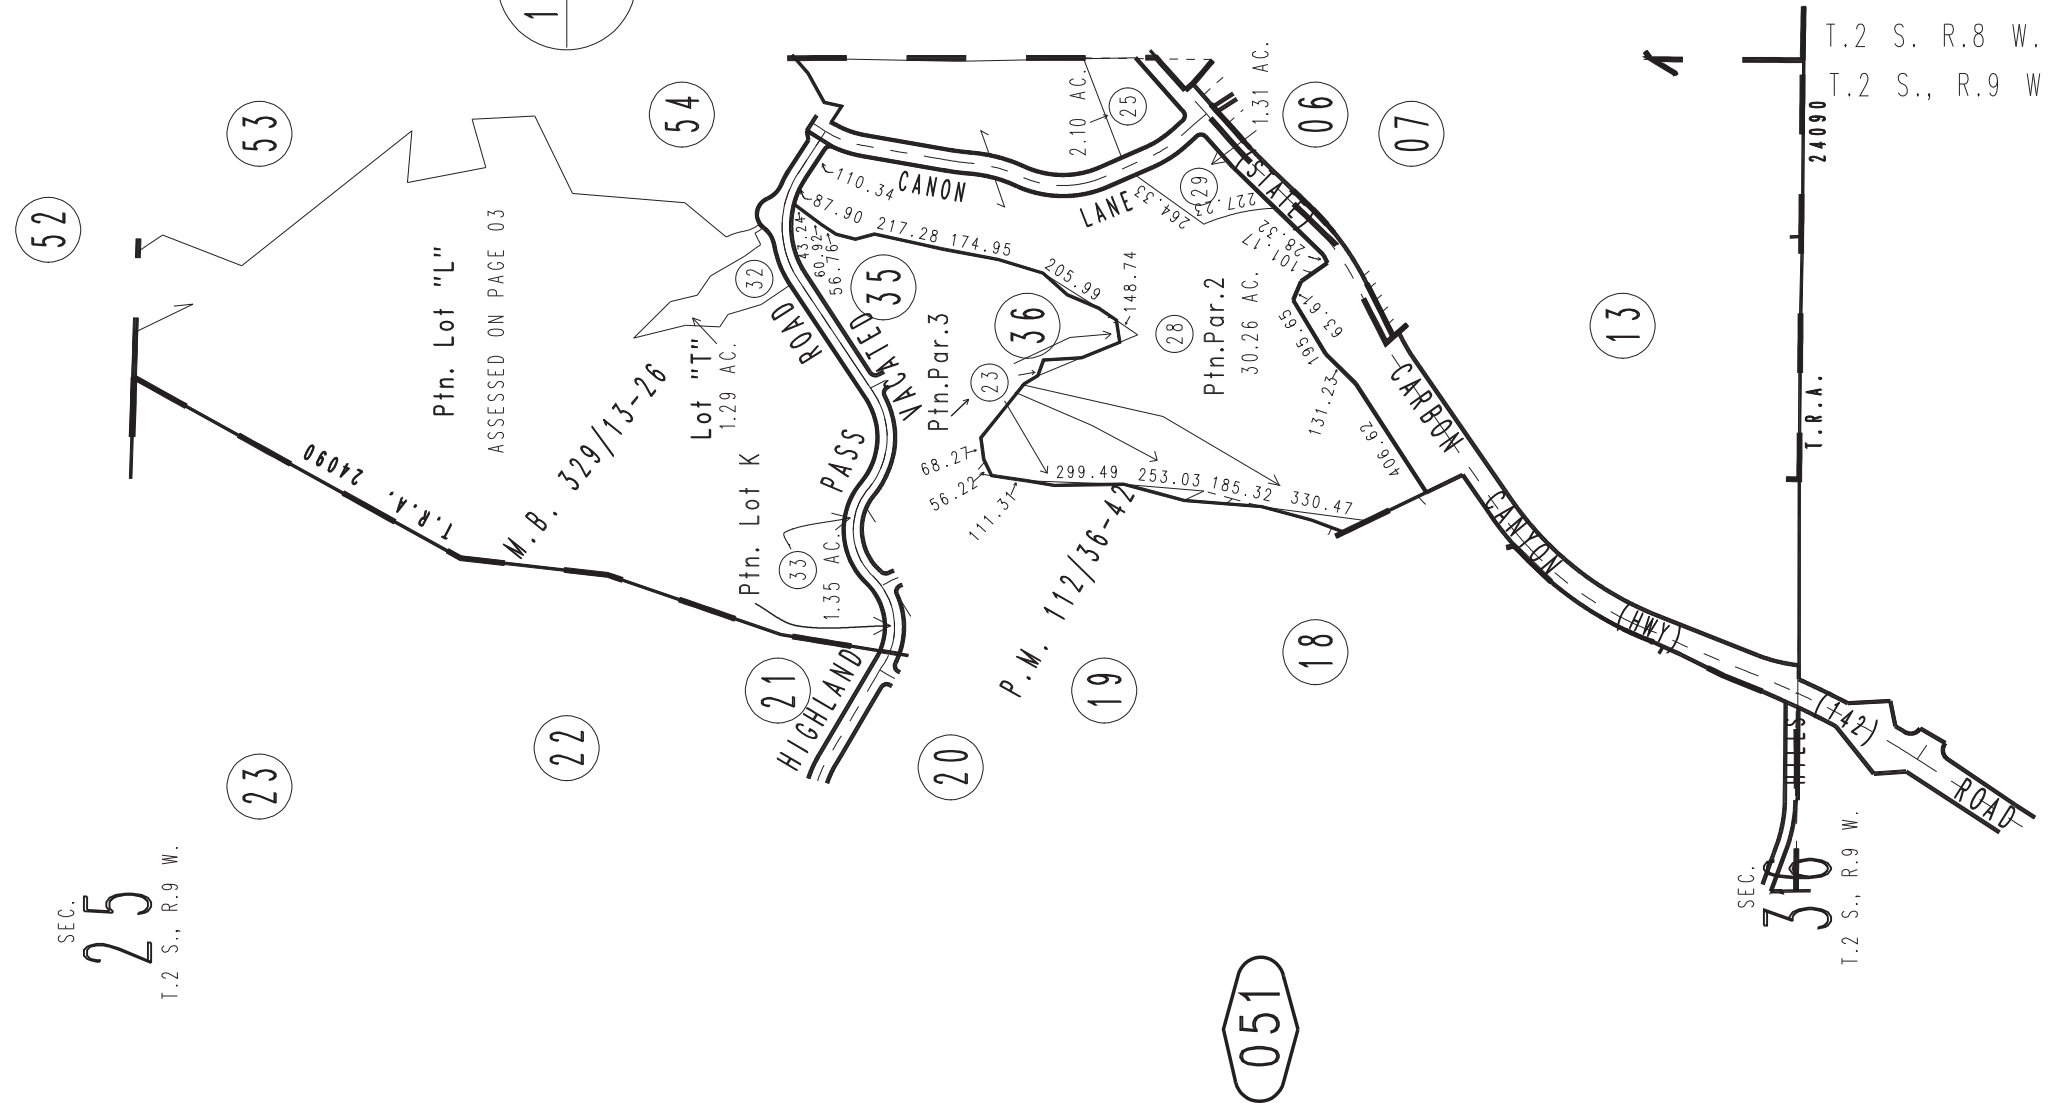 T.2 S. R.8 W.
T.2 S., R.9 W
1
52
53
54
06
07
13
36
35
18
19
20
21
22
23
SEC.
25
T.2 S., R.9 W.
SEC.
36
T.2 S., R.9 W.
051
Ptn. Lot "L"
ASSESSED ON PAGE 03
T.R.A. 24090
M.B. 329/13-26
Lot "T"
1.29 AC.
32
Ptn. Lot K
33
1.35 AC.
HIGHLAND
PASS
ROAD
VACATED
CANON
LANE
2.10 AC.
25
1.31 AC.
29
28
Ptn.Par.2
30.26 AC.
Ptn.Par.3
23
P.M. 112/36-42
110.34
87.90
43.24
60.92
56.76
217.28
174.95
205.99
148.74
264.33
227.23
28.32
101.17
63.61
195.65
131.23
406.62
68.27
56.22
111.31
299.49
253.03
185.32
330.47
(STATE
CARBON
CANYON
(HWY)
(142)
ROAD
T.R.A.
24090